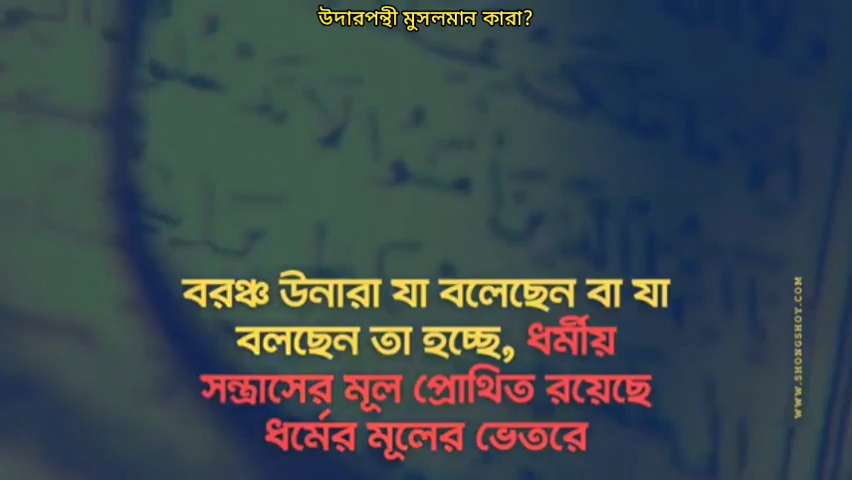 উদারপন্থী মুসলমান কারা?
বরঞ্চ উনারা যা বলেছেন বা যা
বলছেন তা হচ্ছে, ধর্মীয়
সন্ত্রাসের মূল প্রোথিত রয়েছে
ধর্মের মূলের ভেতরে
WWW.SHONGSHOY.COM